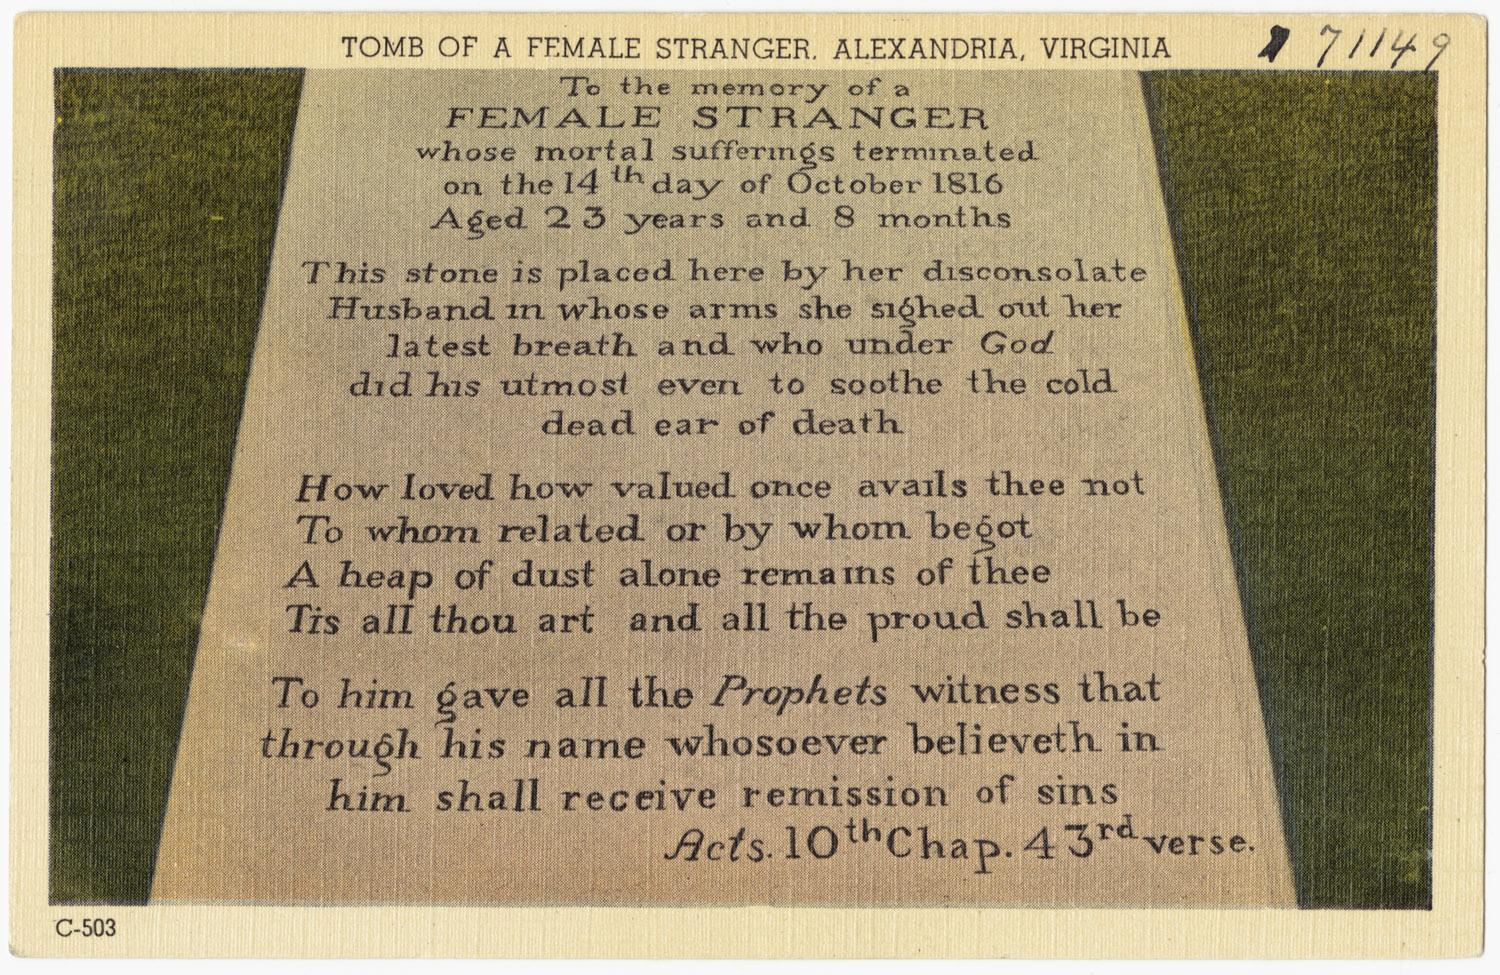 TOMB OF A FEMALE STRANGER, ALEXANDRIA, VIRGINIA
71149
To the memory of a
FEMALE STRANGER
whose mortal sufferings terminated
on the 14th day of October 1816
Aged 23 years and 8 months
This stone is placed here by her disconsolate
Husband in whose arms she sighed out her
latest breath and who under God
did his utmost even to soothe the cold
dead ear of death
How loved how valued once avails thee not
To whom related or by whom begot
A heap of dust alone remains of thee
Tis all thou art and all the proud shall be
To him gave all the Prophets witness that
through his name whosoever believeth in
him shall receive remission of sins
Acts. 10th Chap. 43rd verse.
C-503